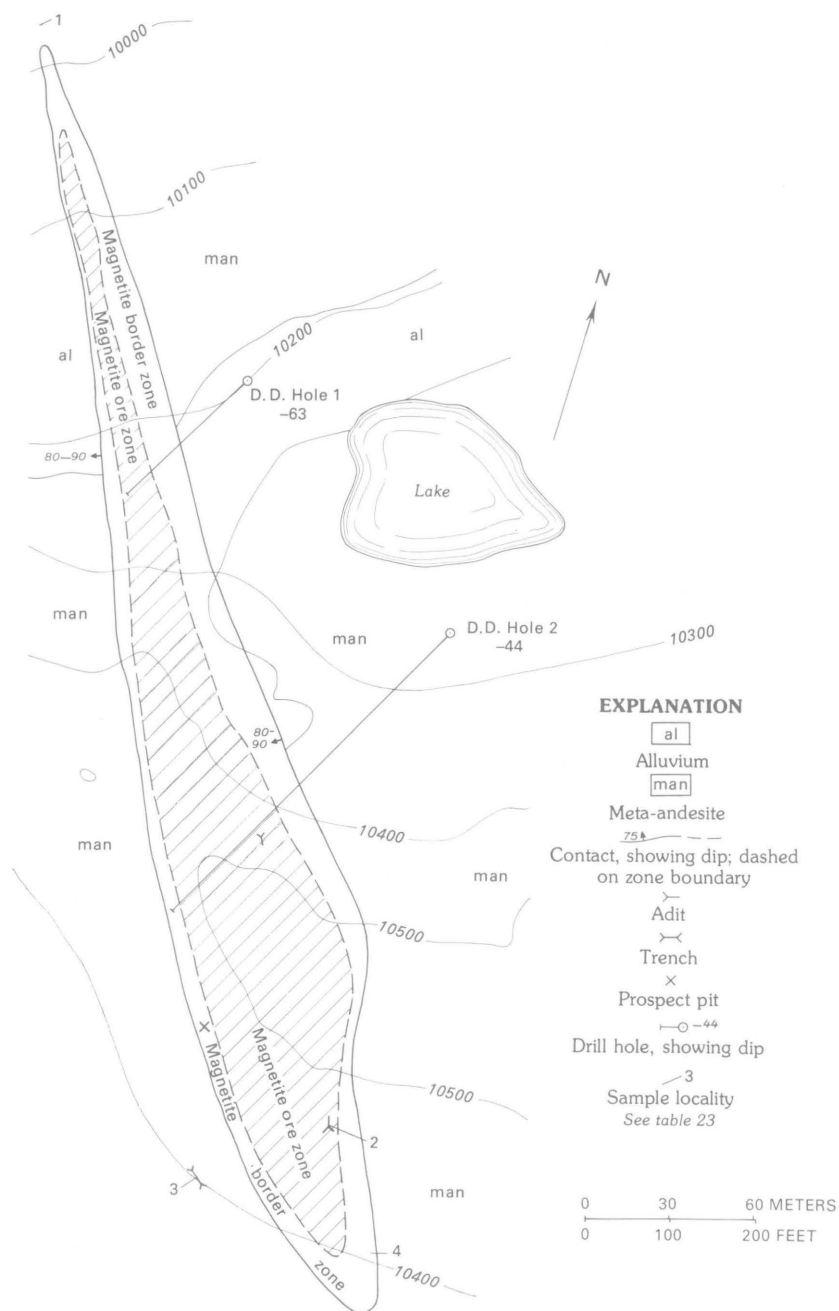 1
10000
10100
man
Magnetite border zone
Magnetite ore zone
N
10200
al
al
D.D. Hole 1
−63
80−90
Lake
man
man
D.D. Hole 2
−44
10300
80-
90
EXPLANATION
al
Alluvium
man
Meta-andesite
75
Contact, showing dip; dashed
on zone boundary
Adit
Trench
Prospect pit
−44
Drill hole, showing dip
3
Sample locality
See table 23
10400
man
man
10500
Magnetite ore zone
Magnetite
border
zone
10500
2
3
man
4
10400
0 30 60 METERS
0 100 200 FEET